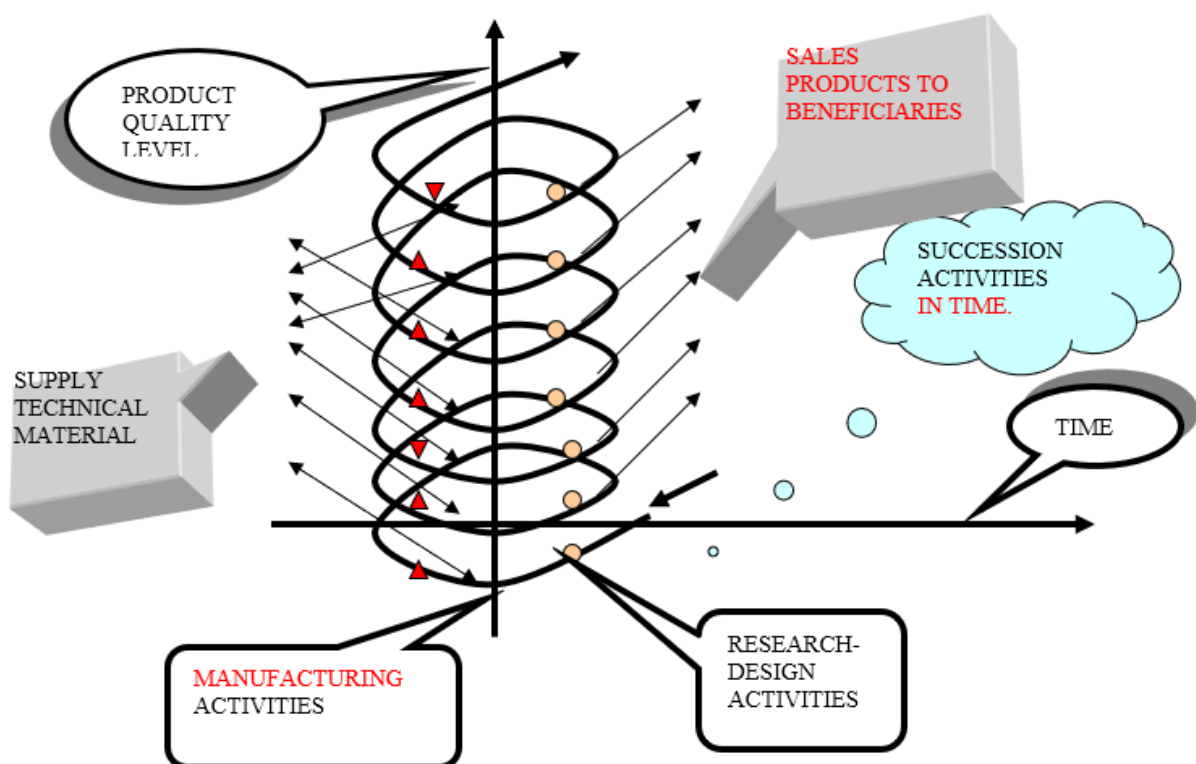 PRODUCT
QUALITY
LEVEL
SALES
PRODUCTS TO
BENEFICIARIES
SUCCESSION
ACTIVITIES
IN TIME.
SUPPLY
TECHNICAL
MATERIAL
TIME
MANUFACTURING
ACTIVITIES
RESEARCH-
DESIGN
ACTIVITIES